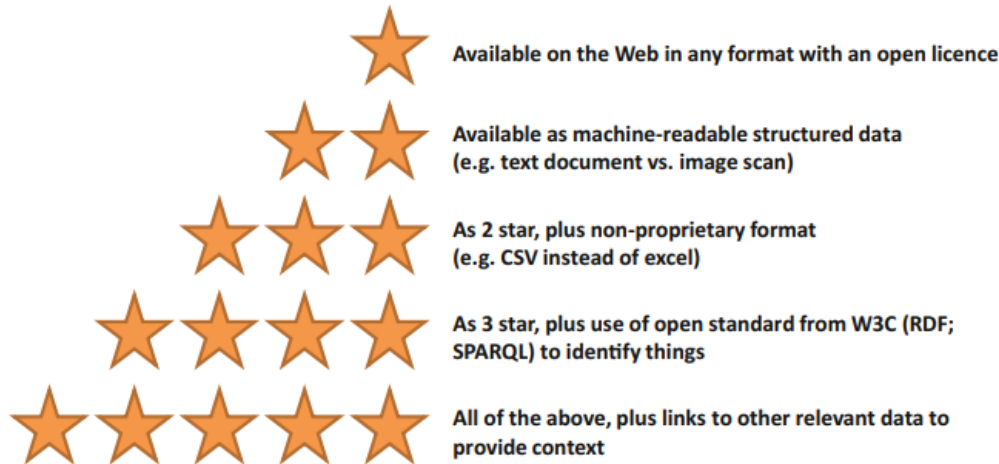 Available on the Web in any format with an open licence
Available as machine-readable structured data
(e.g. text document vs. image scan)
As 2 star, plus non-proprietary format
(e.g. CSV instead of excel)
As 3 star, plus use of open standard from W3C (RDF;
SPARQL) to identify things
All of the above, plus links to other relevant data to
provide context